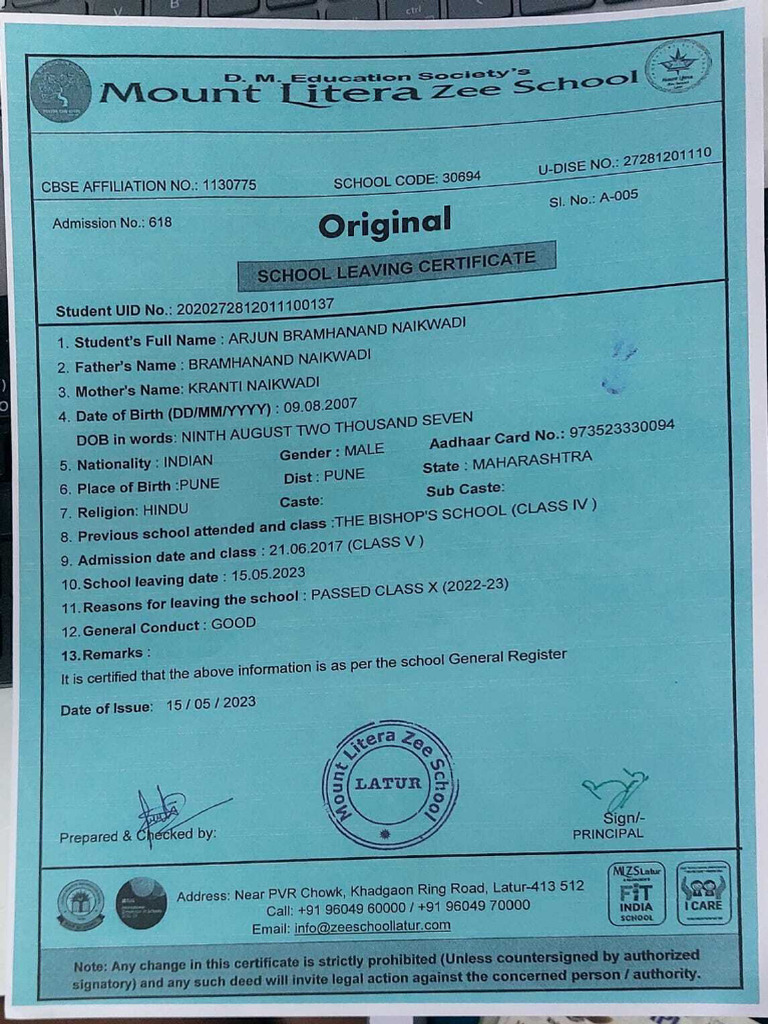 D. M. Education Society's
Mount Litera Zee School
CBSE AFFILIATION NO.: 1130775 SCHOOL CODE: 30694 U-DISE NO.: 27281201110
Admission No.: 618 Original Sl. No.: A-005
SCHOOL LEAVING CERTIFICATE
Student UID No.: 2020272812011100137
1. Student's Full Name : ARJUN BRAMHANAND NAIKWADI
2. Father's Name : BRAMHANAND NAIKWADI
3. Mother's Name: KRANTI NAIKWADI
4. Date of Birth (DD/MM/YYYY) : 09.08.2007
DOB in words: NINTH AUGUST TWO THOUSAND SEVEN
5. Nationality : INDIAN Gender : MALE Aadhaar Card No.: 973523330094
6. Place of Birth :PUNE Dist : PUNE State : MAHARASHTRA
7. Religion: HINDU Caste: Sub Caste:
8. Previous school attended and class :THE BISHOP'S SCHOOL (CLASS IV )
9. Admission date and class : 21.06.2017 (CLASS V )
10. School leaving date : 15.05.2023
11. Reasons for leaving the school : PASSED CLASS X (2022-23)
12. General Conduct : GOOD
13. Remarks :
It is certified that the above information is as per the school General Register
Date of Issue: 15 / 05 / 2023
Mount Litera Zee School
LATUR
Prepared & Checked by:
Sign/-
PRINCIPAL
Address: Near PVR Chowk, Khadgaon Ring Road, Latur-413 512
Call: +91 96049 60000 / +91 96049 70000
Email: info@zeeschoollatur.com
MLZS Latur
FIT
INDIA
SCHOOL
I CARE
Note: Any change in this certificate is strictly prohibited (Unless countersigned by authorized
signatory) and any such deed will invite legal action against the concerned person / authority.